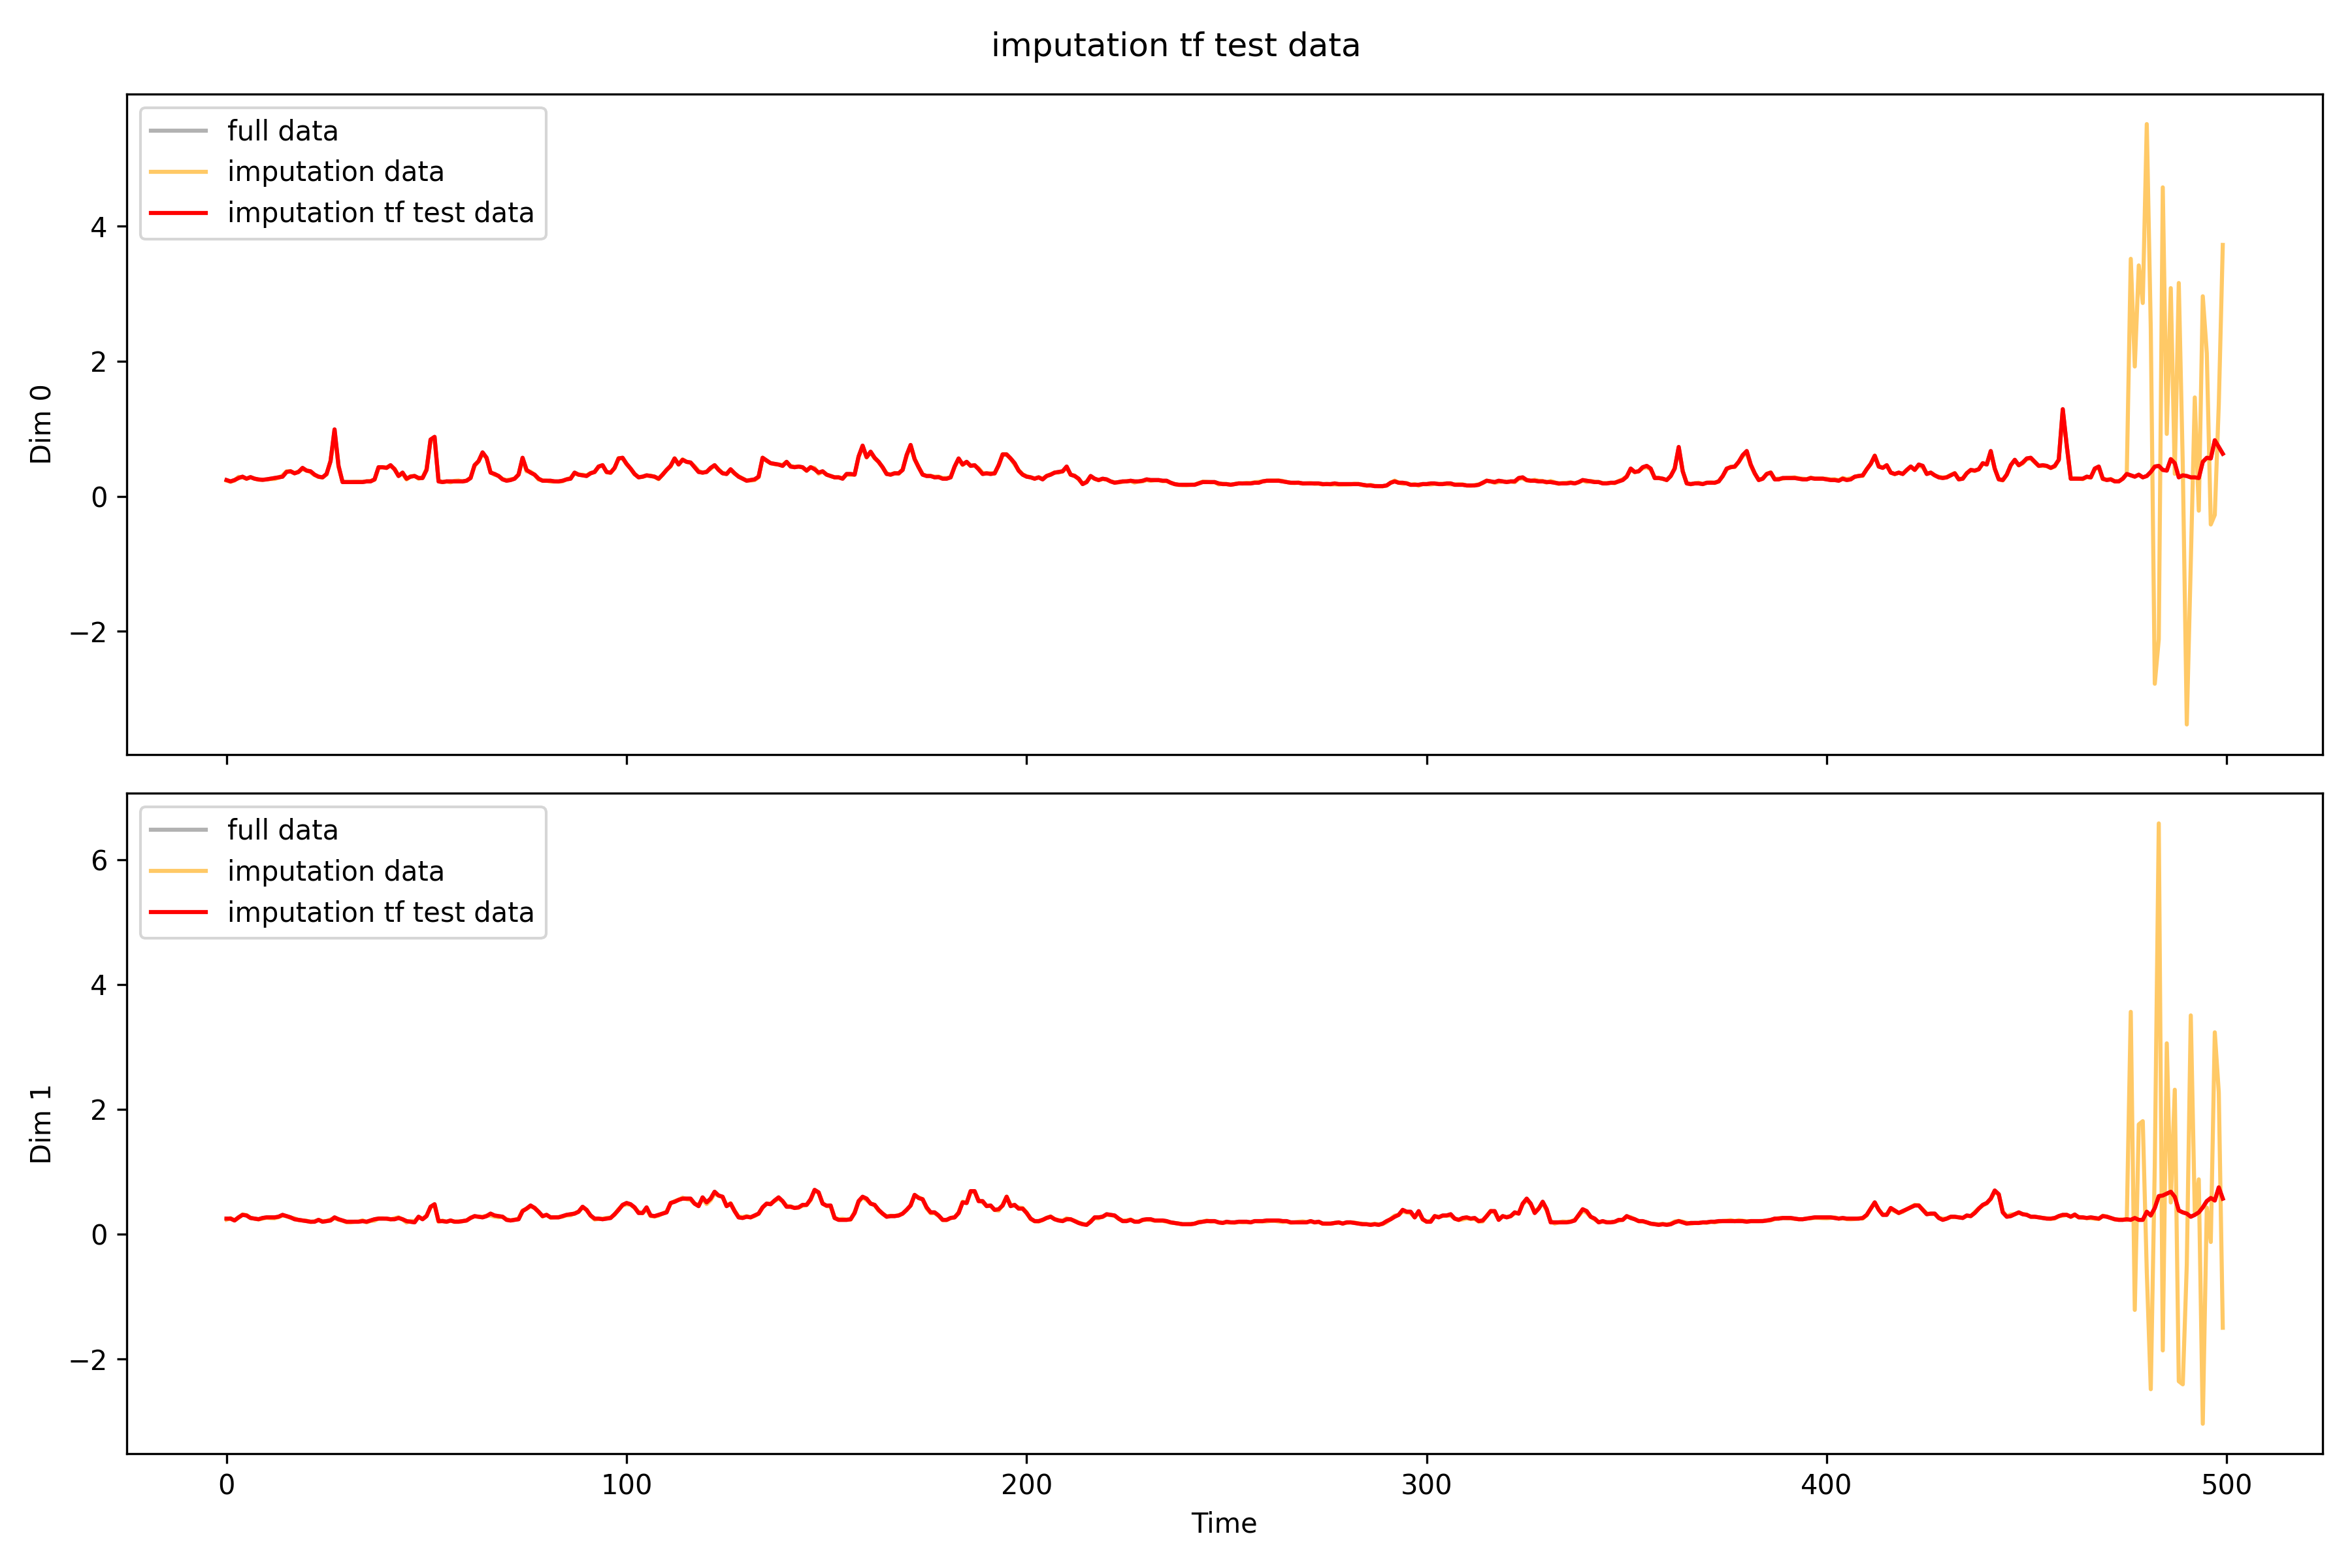 imputation tf test data
full data
imputation data
imputation tf test data
4
2
0
−2
Dim 0
full data
imputation data
imputation tf test data
6
4
2
0
−2
Dim 1
0 100 200 300 400 500
Time